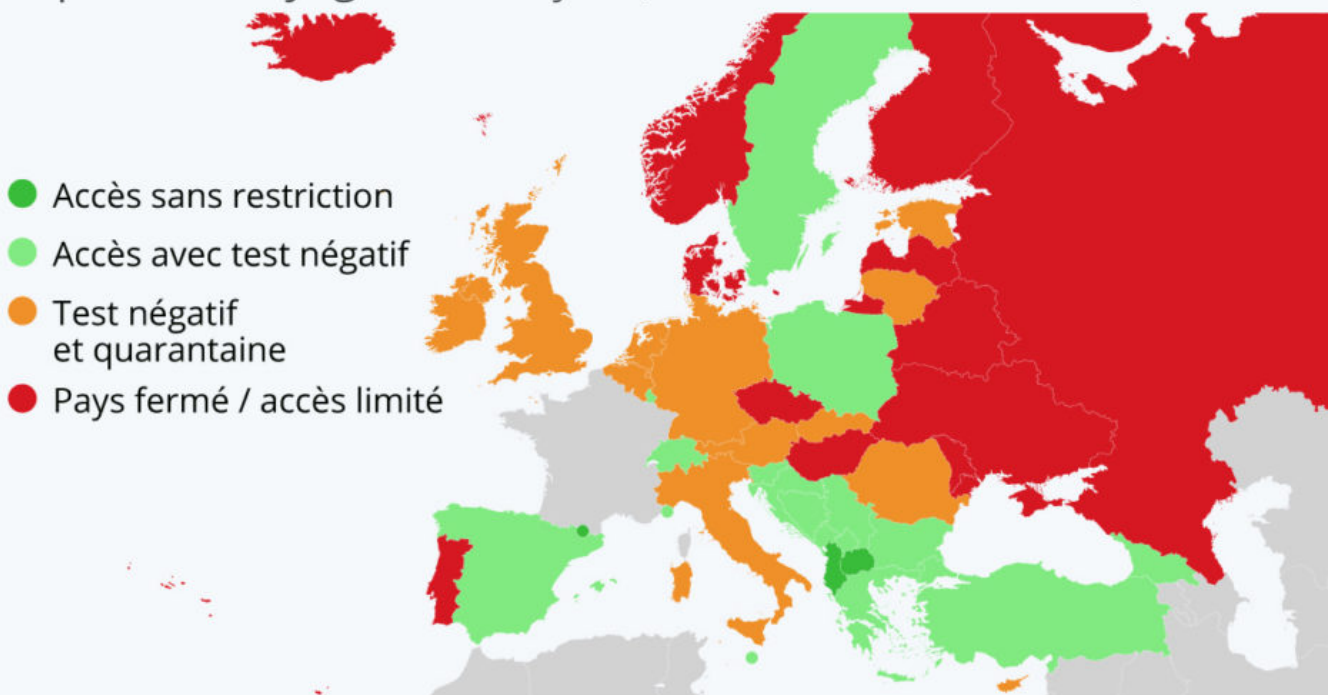 Accès sans restriction
Accès avec test négatif
Test négatif
et quarantaine
Pays fermé / accès limité